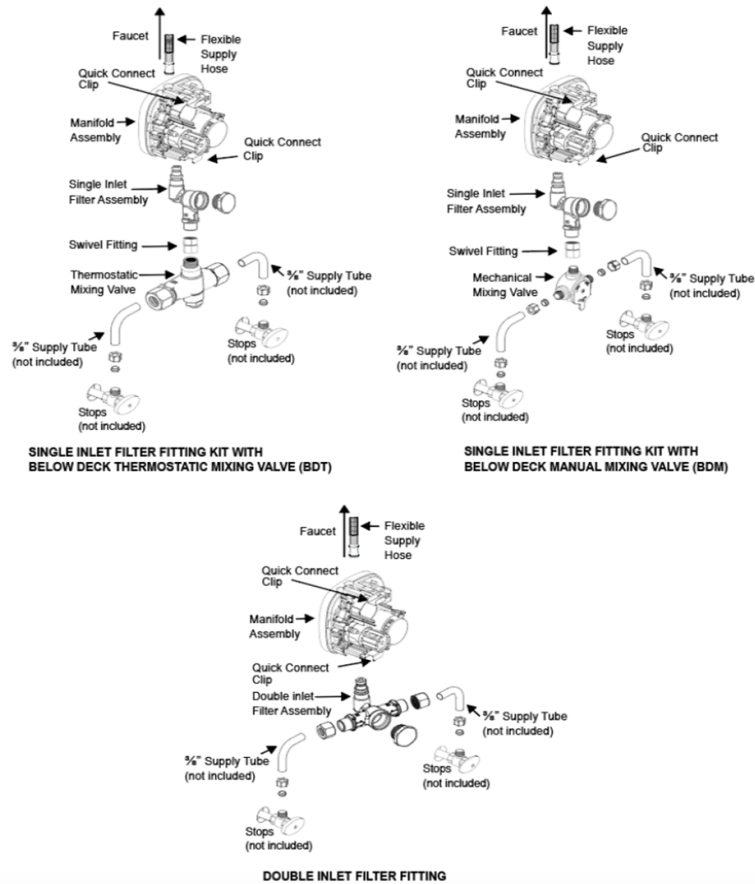 Faucet
Flexible
Supply
Hose
Quick Connect
Clip
Manifold
Assembly
Quick Connect
Clip
Single Inlet
Filter Assembly
Swivel Fitting
Thermostatic
Mixing Valve
⅜" Supply Tube
(not included)
⅜" Supply Tube
(not included)
Stops
(not included)
Stops
(not included)
SINGLE INLET FILTER FITTING KIT WITH
BELOW DECK THERMOSTATIC MIXING VALVE (BDT)
Faucet
Flexible
Supply
Hose
Quick Connect
Clip
Manifold
Assembly
Quick Connect
Clip
Single Inlet
Filter Assembly
Swivel Fitting
Mechanical
Mixing Valve
⅜" Supply Tube
(not included)
⅜" Supply Tube
(not included)
Stops
(not included)
Stops
(not included)
SINGLE INLET FILTER FITTING KIT WITH
BELOW DECK MANUAL MIXING VALVE (BDM)
Faucet
Flexible
Supply
Hose
Quick Connect
Clip
Manifold
Assembly
Quick Connect
Clip
Double inlet
Filter Assembly
⅜" Supply Tube
(not included)
⅜" Supply Tube
(not included)
Stops
(not included)
Stops
(not included)
DOUBLE INLET FILTER FITTING